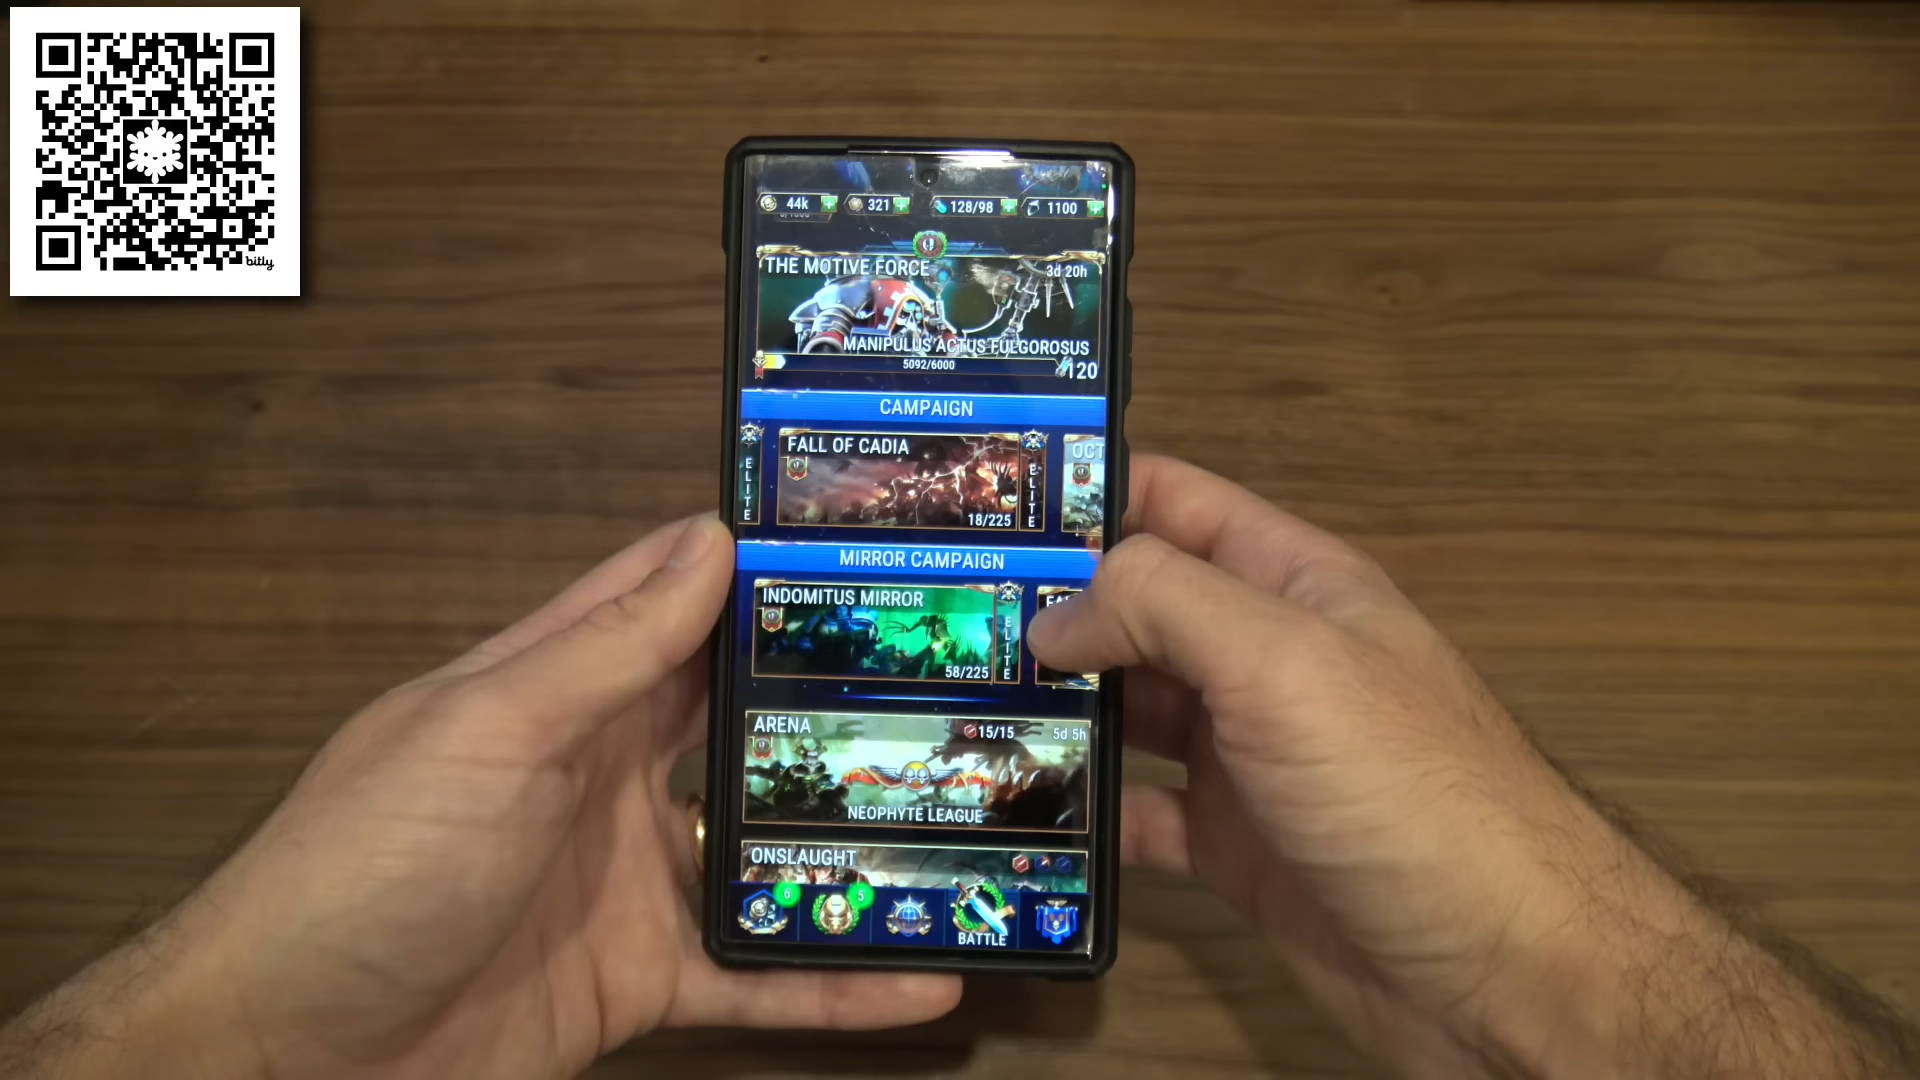 bitly
44k
321
128/98
1100
THE MOTIVE FORCE
3d 20h
MANIPULUS ACTUS FULGOROSUS
5092/6000
120
CAMPAIGN
ELITE
FALL OF CADIA
18/225
ELITE
OCT
MIRROR CAMPAIGN
INDOMITUS MIRROR
58/225
ELITE
ARENA
15/15
5d 5h
NEOPHYTE LEAGUE
ONSLAUGHT
6
5
BATTLE